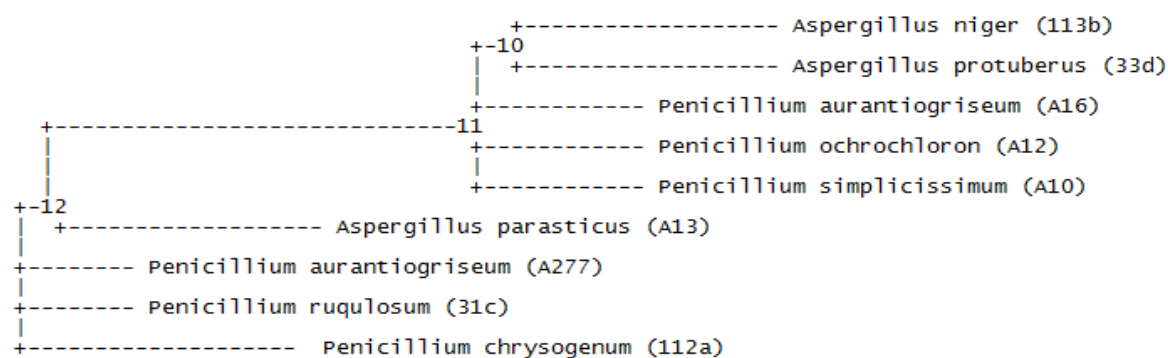 Aspergillus niger (113b)
10
Aspergillus protuberus (33d)
Penicillium aurantiogriseum (A16)
11
Penicillium ochrochloron (A12)
Penicillium simplicissimum (A10)
12
Aspergillus parasticus (A13)
Penicillium aurantiogriseum (A277)
Penicillium ruqulosum (31c)
Penicillium chrysogenum (112a)